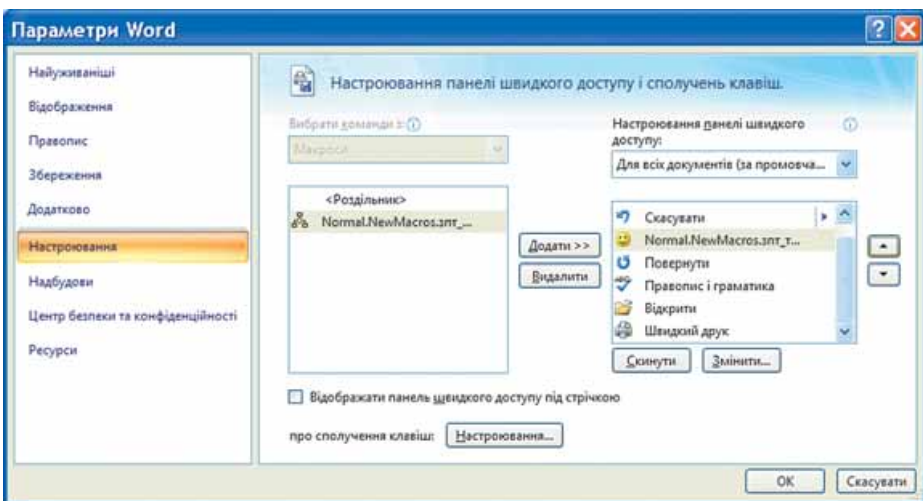 Параметри Word
Найуживаніші
Відображення
Правопис
Збереження
Додатково
Настроювання
Надбудови
Центр безпеки та конфіденційності
Ресурси
Настроювання панелі швидкого доступу і сполучень клавіш.
Вибрати команди з:
Макроси
<Роздільник>
Normal.NewMacros.зпт_...
Додати >>
Видалити
Настроювання панелі швидкого
доступу:
Для всіх документів (за промовча...
Скасувати
Normal.NewMacros.зпт_т...
Повернути
Правопис і граматика
Відкрити
Швидкий друк
Скинути
Змінити...
Відображати панель швидкого доступу під стрічкою
про сполучення клавіш:
Настроювання...
ОК
Скасувати